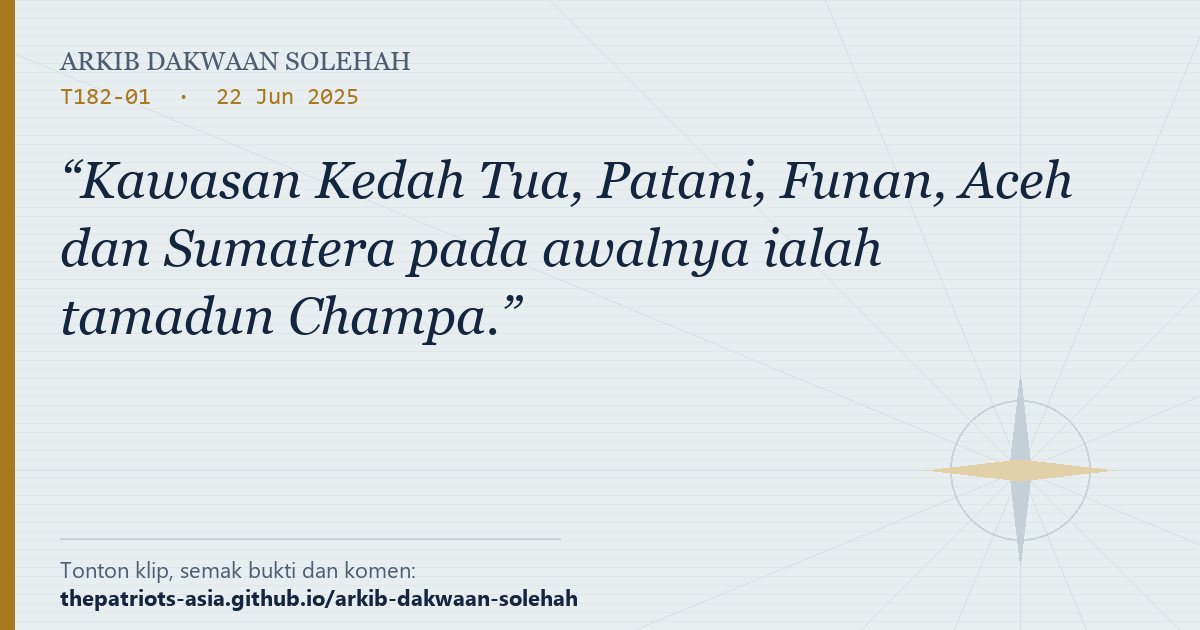 ARKIB DAKWAAN SOLEHAH
T182-01 · 22 Jun 2025
“Kawasan Kedah Tua, Patani, Funan, Aceh
dan Sumatera pada awalnya ialah
tamadun Champa.”
Tonton klip, semak bukti dan komen:
thepatriots-asia.github.io/arkib-dakwaan-solehah